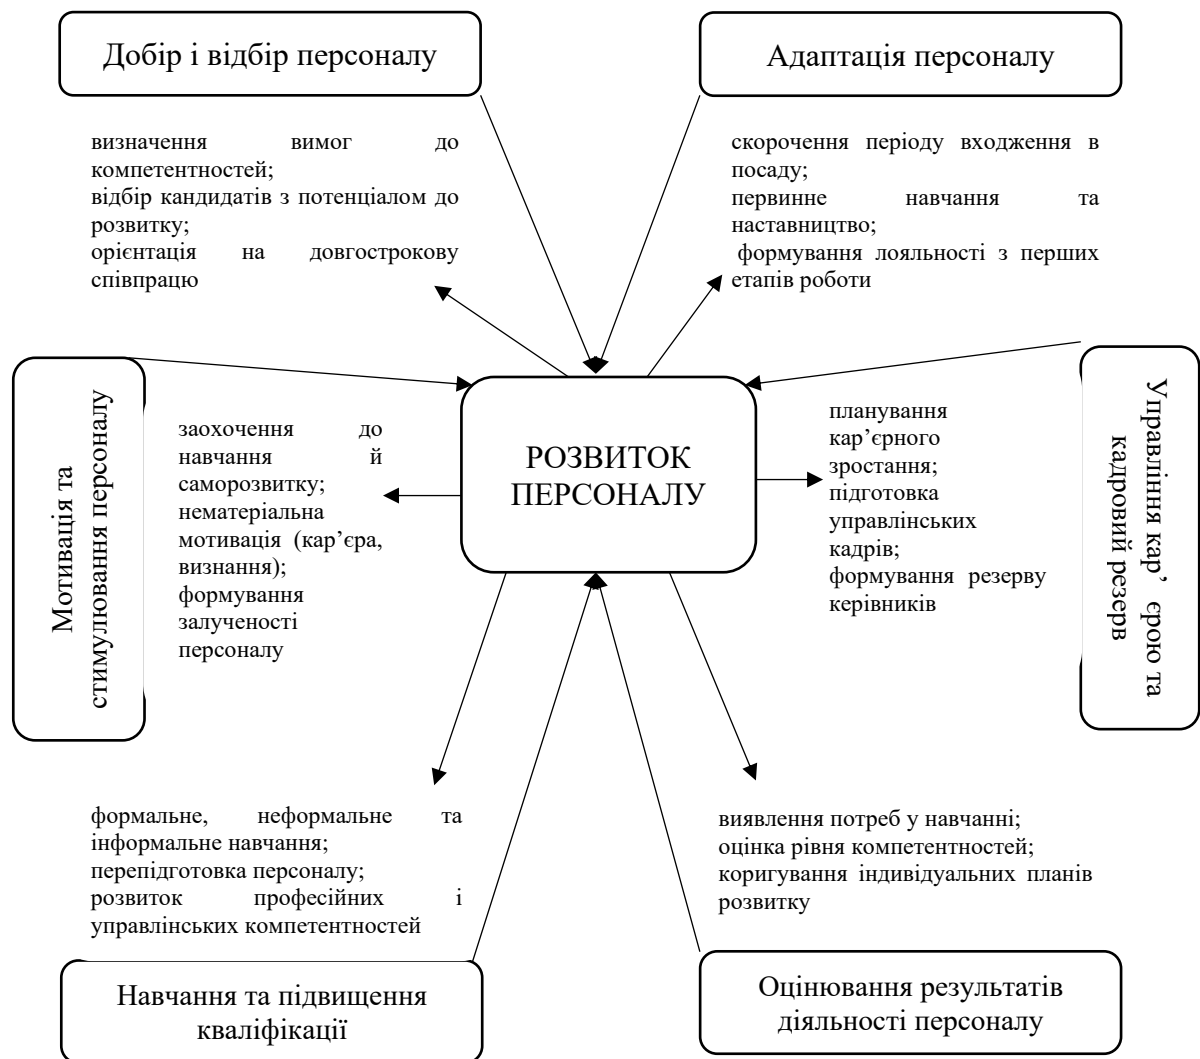 Добір і відбір персоналу
Адаптація персоналу
визначення вимог до
компетентностей;
відбір кандидатів з потенціалом до
розвитку;
орієнтація на довгострокову
співпрацю
скорочення періоду входження в
посаду;
первинне навчання та
наставництво;
формування лояльності з перших
етапів роботи
Мотивація та
стимулювання персоналу
заохочення до
навчання й
саморозвитку;
нематеріальна
мотивація (кар’єра,
визнання);
формування
залученості
персоналу
РОЗВИТОК
ПЕРСОНАЛУ
планування
кар’єрного
зростання;
підготовка
управлінських
кадрів;
формування резерву
керівників
Управління кар’ єрою та
кадровий резерв
формальне, неформальне та
інформальне навчання;
перепідготовка персоналу;
розвиток професійних і
управлінських компетентностей
виявлення потреб у навчанні;
оцінка рівня компетентностей;
коригування індивідуальних планів
розвитку
Навчання та підвищення
кваліфікації
Оцінювання результатів
діяльності персоналу